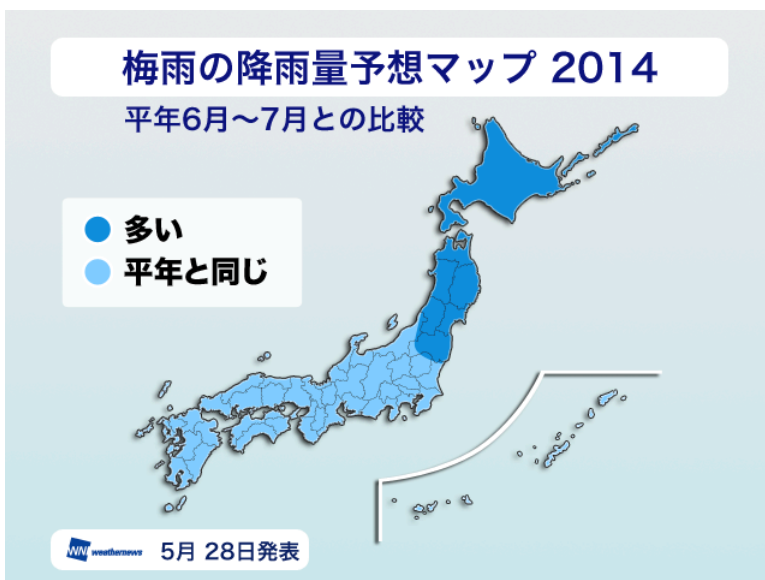 梅雨の降雨量予想マップ 2014
平年6月～7月との比較
多い
平年と同じ
WNI weathernews 5月 28日発表